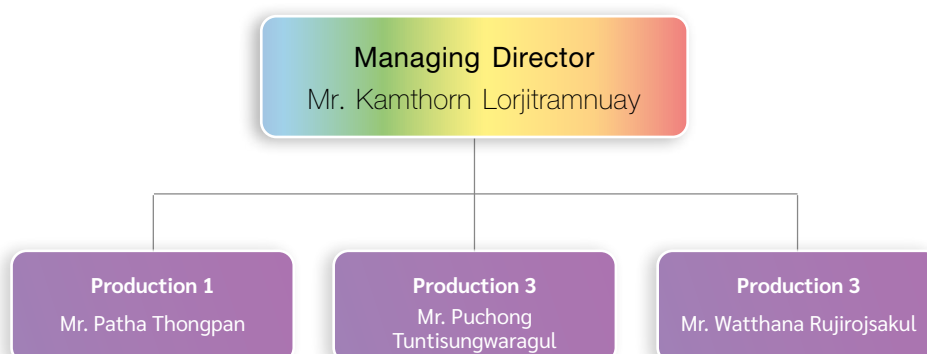 Managing Director
Mr. Kamthorn Lorjitramnuay
Production 1
Mr. Patha Thongpan
Production 3
Mr. Puchong
Tuntisungwaragul
Production 3
Mr. Watthana Rujirojsakul